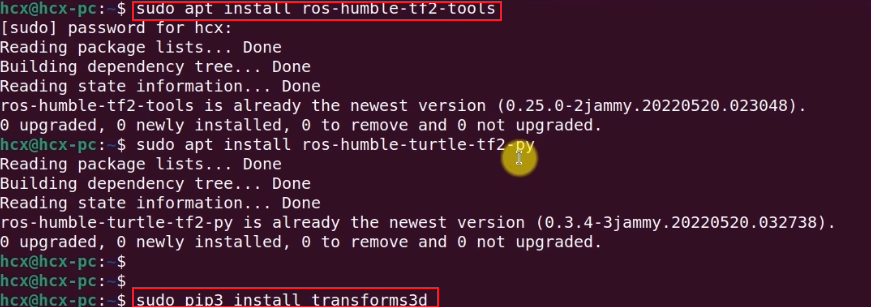 hcx@hcx-pc:~$ sudo apt install ros-humble-tf2-tools
[sudo] password for hcx:
Reading package lists... Done
Building dependency tree... Done
Reading state information... Done
ros-humble-tf2-tools is already the newest version (0.25.0-2jammy.20220520.023048).
0 upgraded, 0 newly installed, 0 to remove and 0 not upgraded.
hcx@hcx-pc:~$ sudo apt install ros-humble-turtle-tf2-py
Reading package lists... Done
Building dependency tree... Done
Reading state information... Done
ros-humble-turtle-tf2-py is already the newest version (0.3.4-3jammy.20220520.032738).
0 upgraded, 0 newly installed, 0 to remove and 0 not upgraded.
hcx@hcx-pc:~$
hcx@hcx-pc:~$
hcx@hcx-pc:~$ sudo pip3 install transforms3d